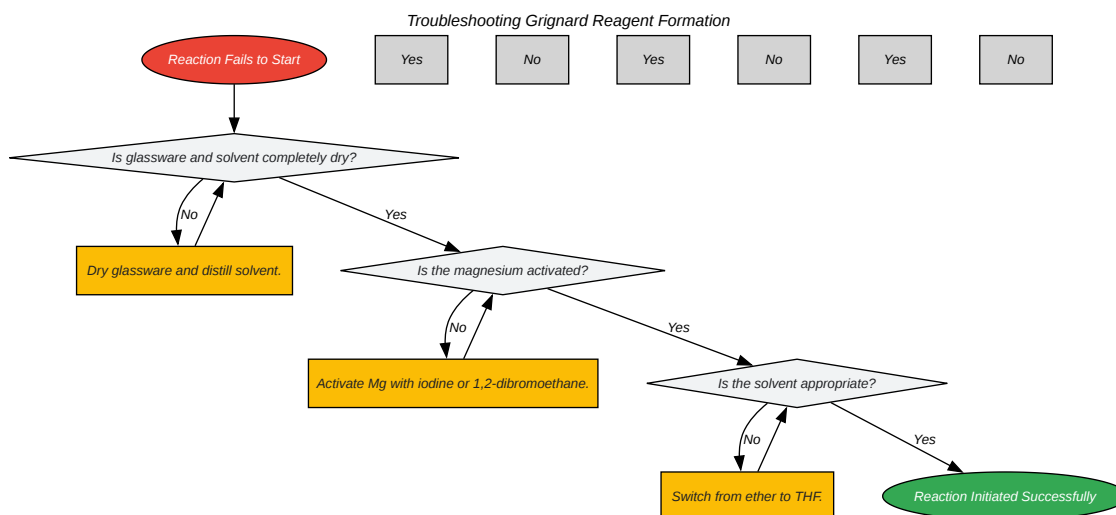 Troubleshooting Grignard Reagent Formation
Reaction Fails to Start
Yes
No
Yes
No
Yes
No
Is glassware and solvent completely dry?
No
Yes
Dry glassware and distill solvent.
Is the magnesium activated?
No
Yes
Activate Mg with iodine or 1,2-dibromoethane.
Is the solvent appropriate?
No
Yes
Switch from ether to THF.
Reaction Initiated Successfully